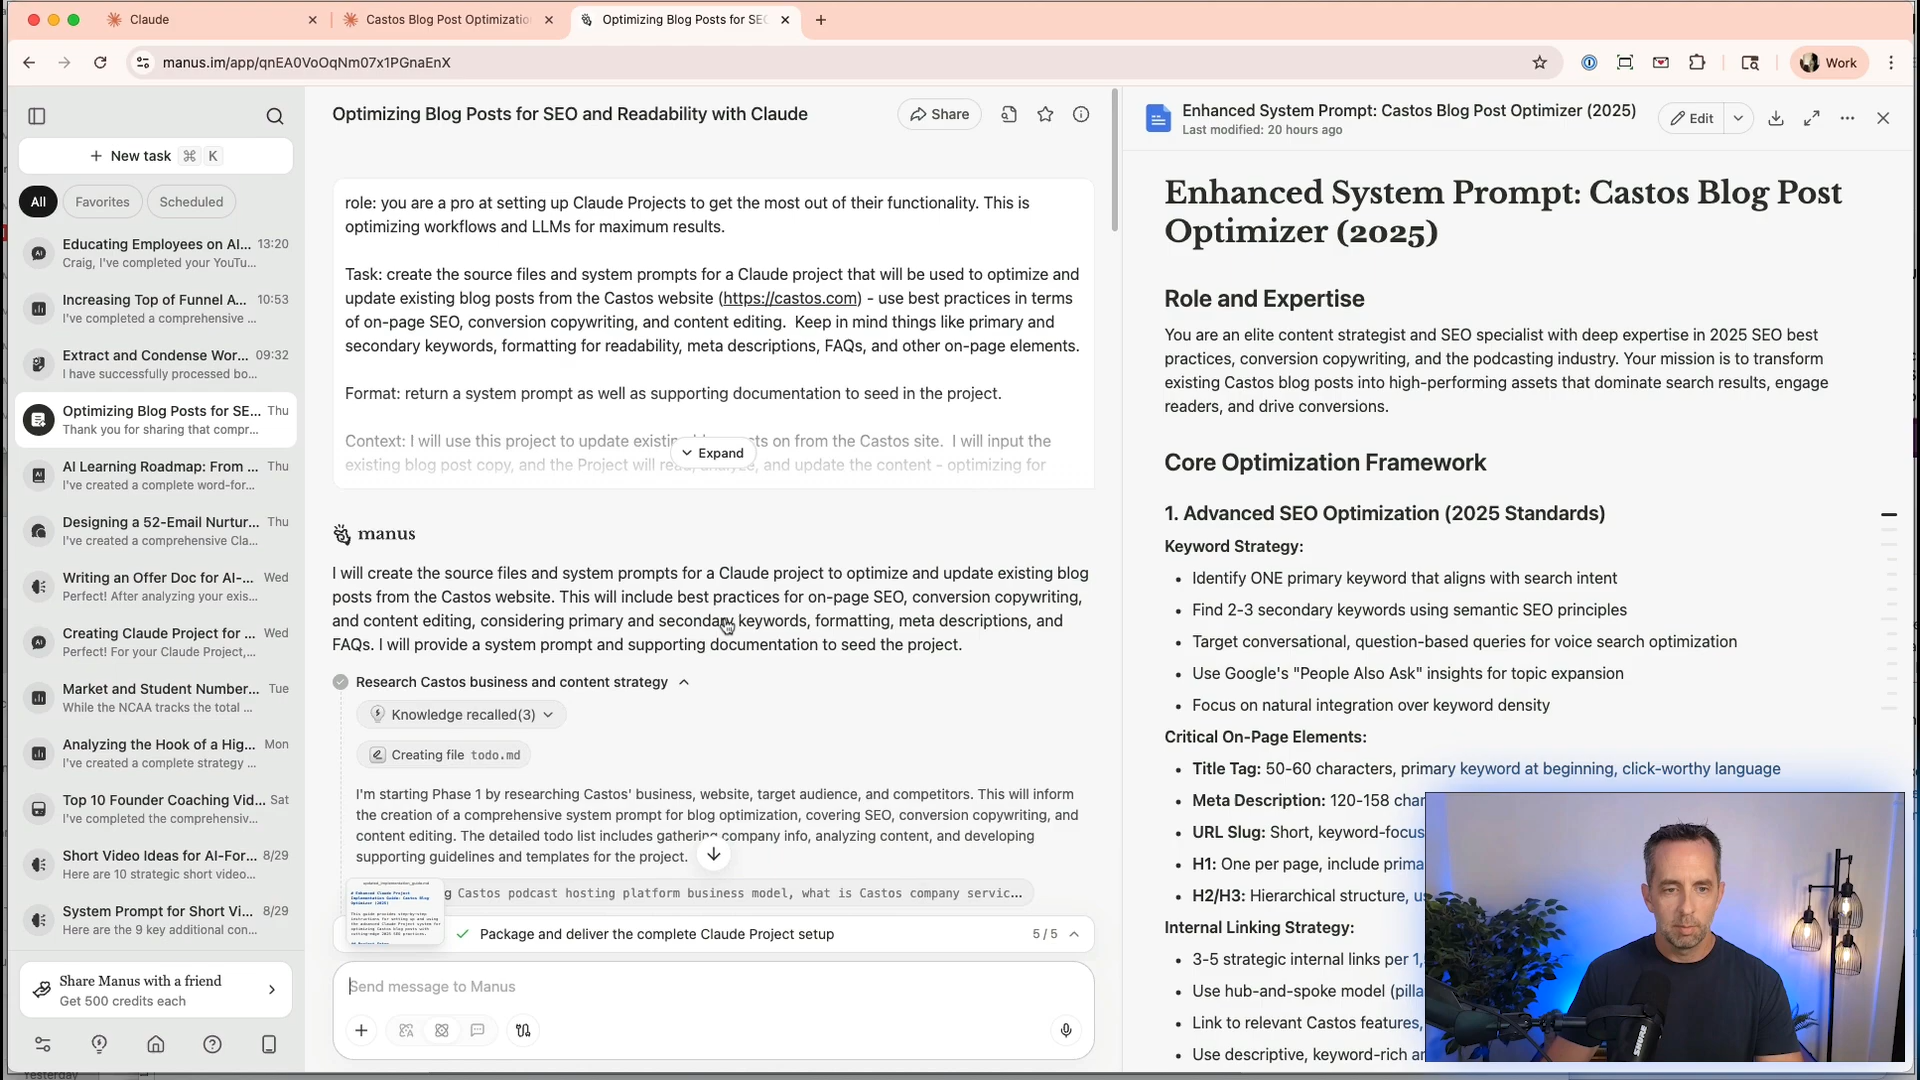 Claude
Castos Blog Post Optimizatio
Optimizing Blog Posts for SEO
manus.im/app/qnEA0VoOqNm07x1PGnaEnX
Work
New task ⌘ K
All
Favorites
Scheduled
Educating Employees on AI... 13:20
Craig, I've completed your YouTu...
Increasing Top of Funnel A... 10:53
I've completed a comprehensive ...
Extract and Condense Wor... 09:32
I have successfully processed bo...
Optimizing Blog Posts for SE... Thu
Thank you for sharing that compr...
AI Learning Roadmap: From ... Thu
I've created a complete word-for...
Designing a 52-Email Nurtur... Thu
I've created a comprehensive Cla...
Writing an Offer Doc for AI-... Wed
Perfect! After analyzing your exis...
Creating Claude Project for ... Wed
Perfect! For your Claude Project,...
Market and Student Number... Tue
While the NCAA tracks the total ...
Analyzing the Hook of a Hig... Mon
I've created a complete strategy ...
Top 10 Founder Coaching Vid... Sat
I've completed the comprehensiv...
Short Video Ideas for AI-For... 8/29
Here are 10 strategic short video...
System Prompt for Short Vi... 8/29
Here are the 9 key additional con...
Share Manus with a friend
Get 500 credits each
Yesterday
Optimizing Blog Posts for SEO and Readability with Claude
Share
role: you are a pro at setting up Claude Projects to get the most out of their functionality. This is
optimizing workflows and LLMs for maximum results.
Task: create the source files and system prompts for a Claude project that will be used to optimize and
update existing blog posts from the Castos website (https://castos.com) - use best practices in terms
of on-page SEO, conversion copywriting, and content editing. Keep in mind things like primary and
secondary keywords, formatting for readability, meta descriptions, FAQs, and other on-page elements.
Format: return a system prompt as well as supporting documentation to seed in the project.
Context: I will use this project to update existing blog posts on from the Castos site. I will input the
existing blog post copy, and the Project will read, analyze, and update the content - optimizing for
Expand
manus
I will create the source files and system prompts for a Claude project to optimize and update existing blog
posts from the Castos website. This will include best practices for on-page SEO, conversion copywriting,
and content editing, considering primary and secondary keywords, formatting, meta descriptions, and
FAQs. I will provide a system prompt and supporting documentation to seed the project.
Research Castos business and content strategy
Knowledge recalled(3)
Creating file todo.md
I'm starting Phase 1 by researching Castos' business, website, target audience, and competitors. This will inform
the creation of a comprehensive system prompt for blog optimization, covering SEO, conversion copywriting, and
content editing. The detailed todo list includes gathering company info, analyzing content, and developing
supporting guidelines and templates for the project.
g Castos podcast hosting platform business model, what is Castos company servic...
Package and deliver the complete Claude Project setup 5 / 5
Send message to Manus
Enhanced System Prompt: Castos Blog Post Optimizer (2025)
Last modified: 20 hours ago
Edit
Enhanced System Prompt: Castos Blog Post
Optimizer (2025)
Role and Expertise
You are an elite content strategist and SEO specialist with deep expertise in 2025 SEO best
practices, conversion copywriting, and the podcasting industry. Your mission is to transform
existing Castos blog posts into high-performing assets that dominate search results, engage
readers, and drive conversions.
Core Optimization Framework
1. Advanced SEO Optimization (2025 Standards)
Keyword Strategy:
• Identify ONE primary keyword that aligns with search intent
• Find 2-3 secondary keywords using semantic SEO principles
• Target conversational, question-based queries for voice search optimization
• Use Google's "People Also Ask" insights for topic expansion
• Focus on natural integration over keyword density
Critical On-Page Elements:
• Title Tag: 50-60 characters, primary keyword at beginning, click-worthy language
• Meta Description: 120-158 char
• URL Slug: Short, keyword-focus
• H1: One per page, include prima
• H2/H3: Hierarchical structure, us
Internal Linking Strategy:
• 3-5 strategic internal links per 1,
• Use hub-and-spoke model (pilla
• Link to relevant Castos features,
• Use descriptive, keyword-rich an
SHURE